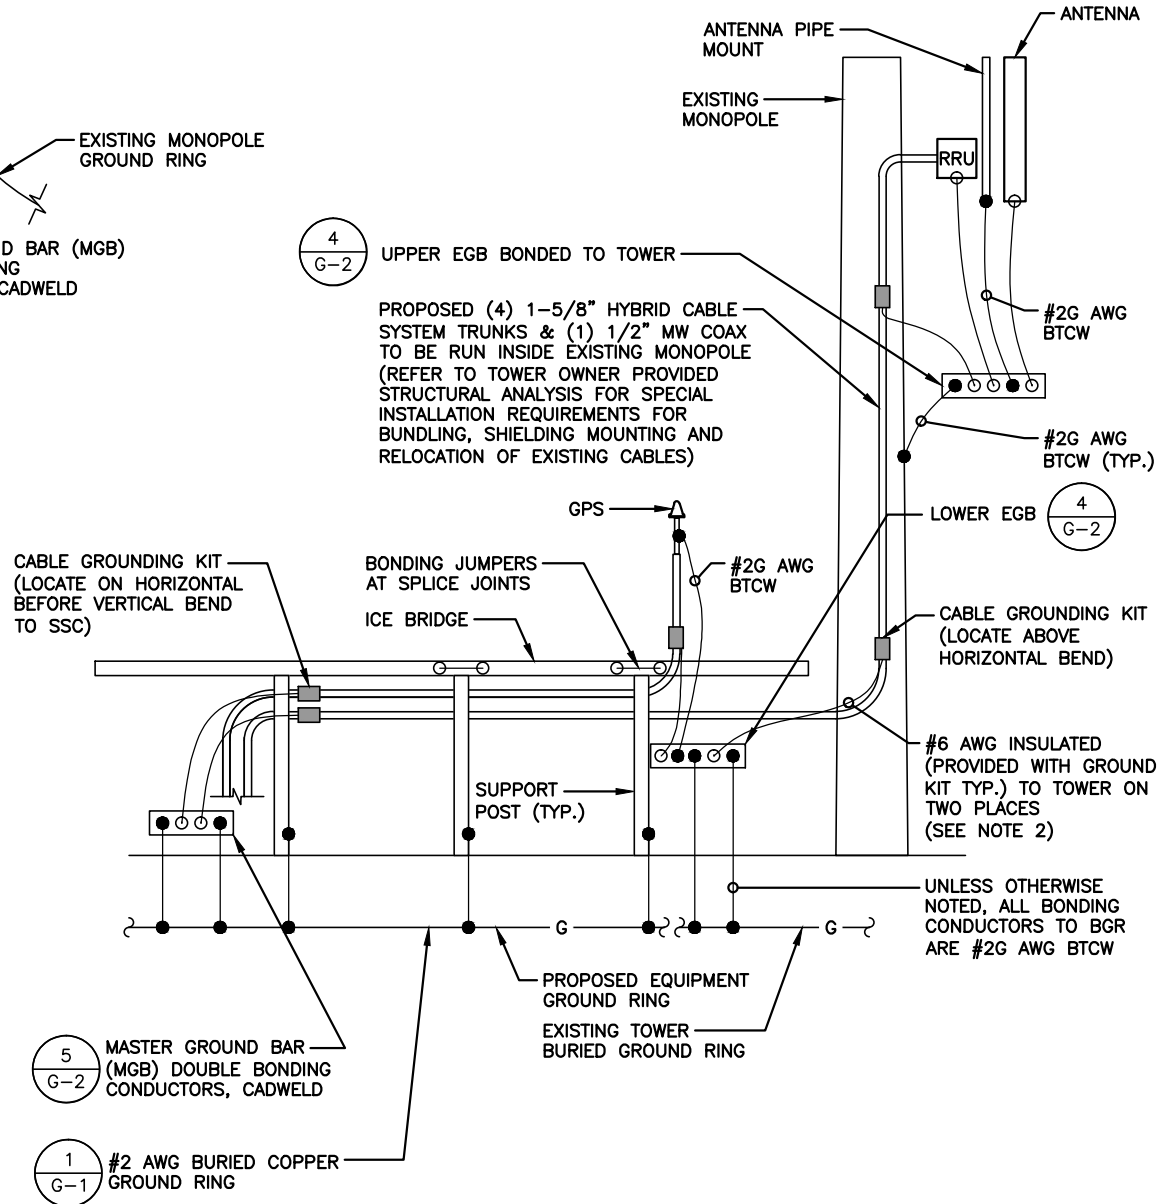 ANTENNA
ANTENNA PIPE
MOUNT
EXISTING
MONOPOLE
EXISTING MONOPOLE
GROUND RING
RRU
D BAR (MGB)
NG
CADWELD
4
G-2
UPPER EGB BONDED TO TOWER
PROPOSED (4) 1-5/8" HYBRID CABLE
SYSTEM TRUNKS & (1) 1/2" MW COAX
TO BE RUN INSIDE EXISTING MONOPOLE
(REFER TO TOWER OWNER PROVIDED
STRUCTURAL ANALYSIS FOR SPECIAL
INSTALLATION REQUIREMENTS FOR
BUNDLING, SHIELDING MOUNTING AND
RELOCATION OF EXISTING CABLES)
#2G AWG
BTCW
#2G AWG
BTCW (TYP.)
GPS
LOWER EGB
4
G-2
CABLE GROUNDING KIT
(LOCATE ON HORIZONTAL
BEFORE VERTICAL BEND
TO SSC)
BONDING JUMPERS
AT SPLICE JOINTS
ICE BRIDGE
#2G AWG
BTCW
CABLE GROUNDING KIT
(LOCATE ABOVE
HORIZONTAL BEND)
#6 AWG INSULATED
(PROVIDED WITH GROUND
KIT TYP.) TO TOWER ON
TWO PLACES
(SEE NOTE 2)
SUPPORT
POST (TYP.)
UNLESS OTHERWISE
NOTED, ALL BONDING
CONDUCTORS TO BGR
ARE #2G AWG BTCW
G
G
PROPOSED EQUIPMENT
GROUND RING
EXISTING TOWER
BURIED GROUND RING
5
G-2
MASTER GROUND BAR
(MGB) DOUBLE BONDING
CONDUCTORS, CADWELD
1
G-1
#2 AWG BURIED COPPER
GROUND RING